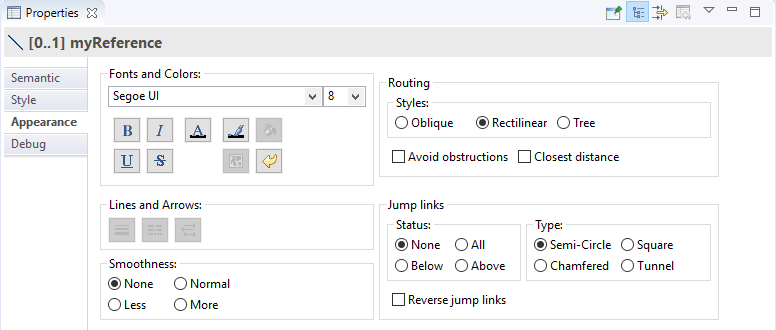 Properties
[0..1] myReference
Semantic
Style
Appearance
Debug
Fonts and Colors:
Segoe UI 8
B I A
U S
Lines and Arrows:
Smoothness:
None Normal
Less More
Routing
Styles:
Oblique Rectilinear Tree
Avoid obstructions Closest distance
Jump links
Status:
None All
Below Above
Type:
Semi-Circle Square
Chamfered Tunnel
Reverse jump links